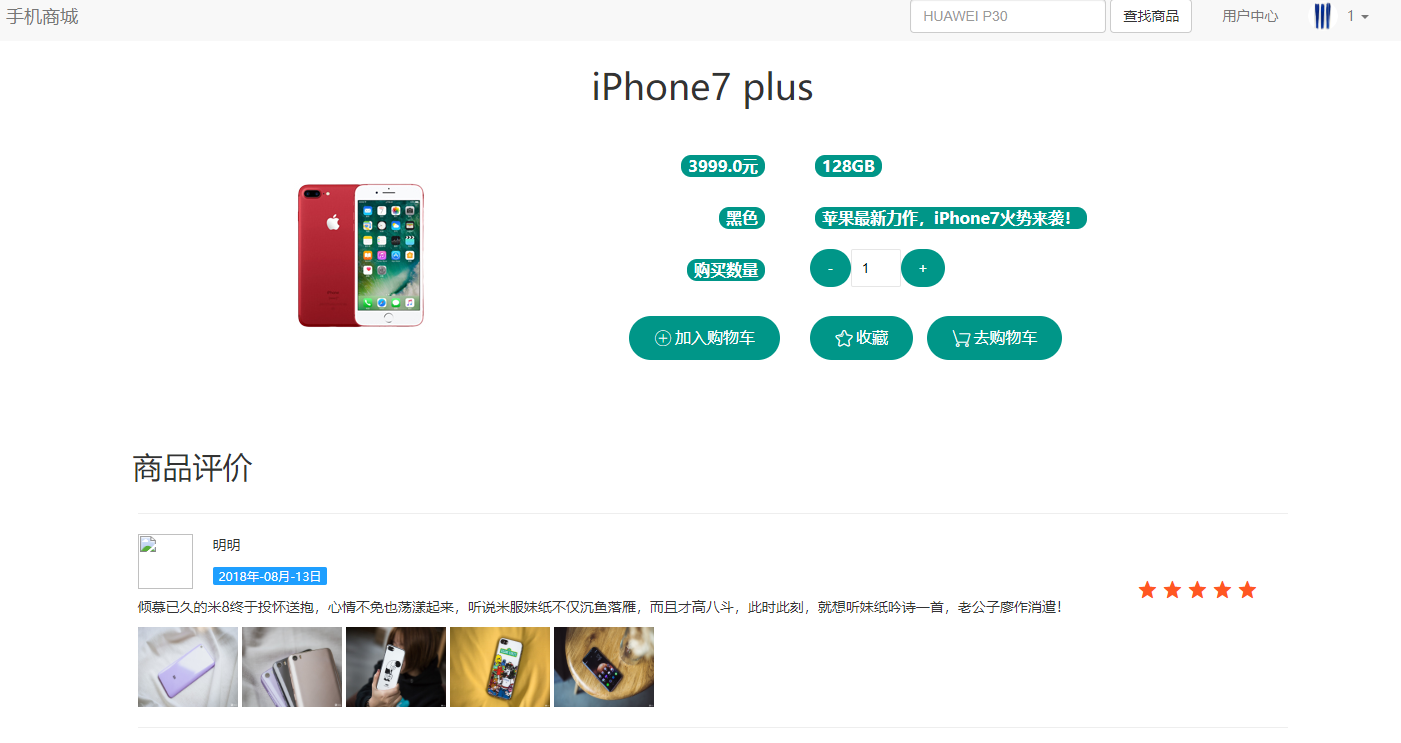 手机商城
HUAWEI P30 查找商品 用户中心 1
iPhone7 plus
3999.0元 128GB
黑色 苹果最新力作，iPhone7火势来袭！
购买数量 - 1 +
加入购物车 收藏 去购物车
商品评价
明明
2018年-08月-13日
倾慕已久的米8终于投怀送抱，心情不免也荡漾起来，听说米服妹纸不仅沉鱼落雁，而且才高八斗，此时此刻，就想听妹纸吟诗一首，老公子廖作消遣！